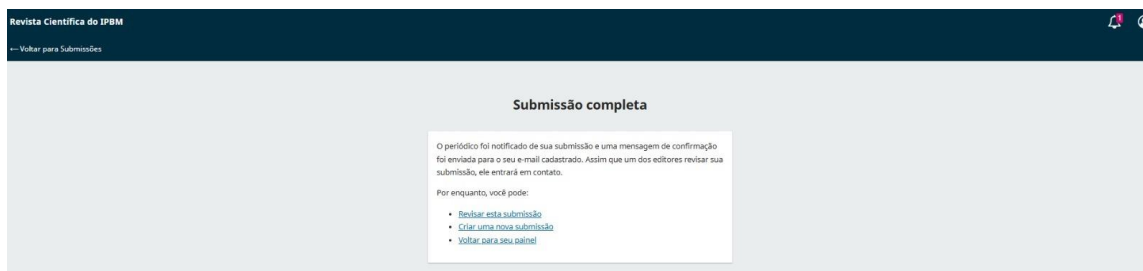 Revista Científica do IPBM
1
← Voltar para Submissões
Submissão completa
O periódico foi notificado de sua submissão e uma mensagem de confirmação
foi enviada para o seu e-mail cadastrado. Assim que um dos editores revisar sua
submissão, ele entrará em contato.
Por enquanto, você pode:
• Revisar esta submissão
• Criar uma nova submissão
• Voltar para seu painel